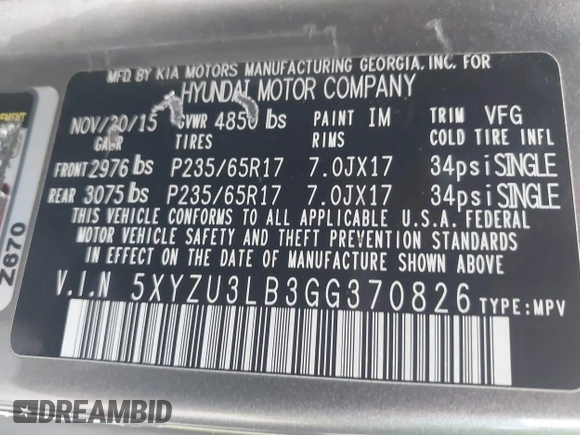 MFD. BY KIA MOTORS MANUFACTURING GEORGIA. INC. FOR
HYUNDAI MOTOR COMPANY
NOV/20/15 GVWR 4850 lbs PAINT IM TRIM VFG
GAWR TIRES RIMS COLD TIRE INFL
FRONT 2976 lbs P235/65R17 7.0JX17 34psi SINGLE
REAR 3075 lbs P235/65R17 7.0JX17 34psi SINGLE
THIS VEHICLE CONFORMS TO ALL APPLICABLE U.S.A. FEDERAL
MOTOR VEHICLE SAFETY AND THEFT PREVENTION STANDARDS
IN EFFECT ON THE DATE OF MANUFACTURE SHOWN ABOVE
V.I.N 5XYZU3LB3GG370826 TYPE:MPV
Z670
DREAMBID